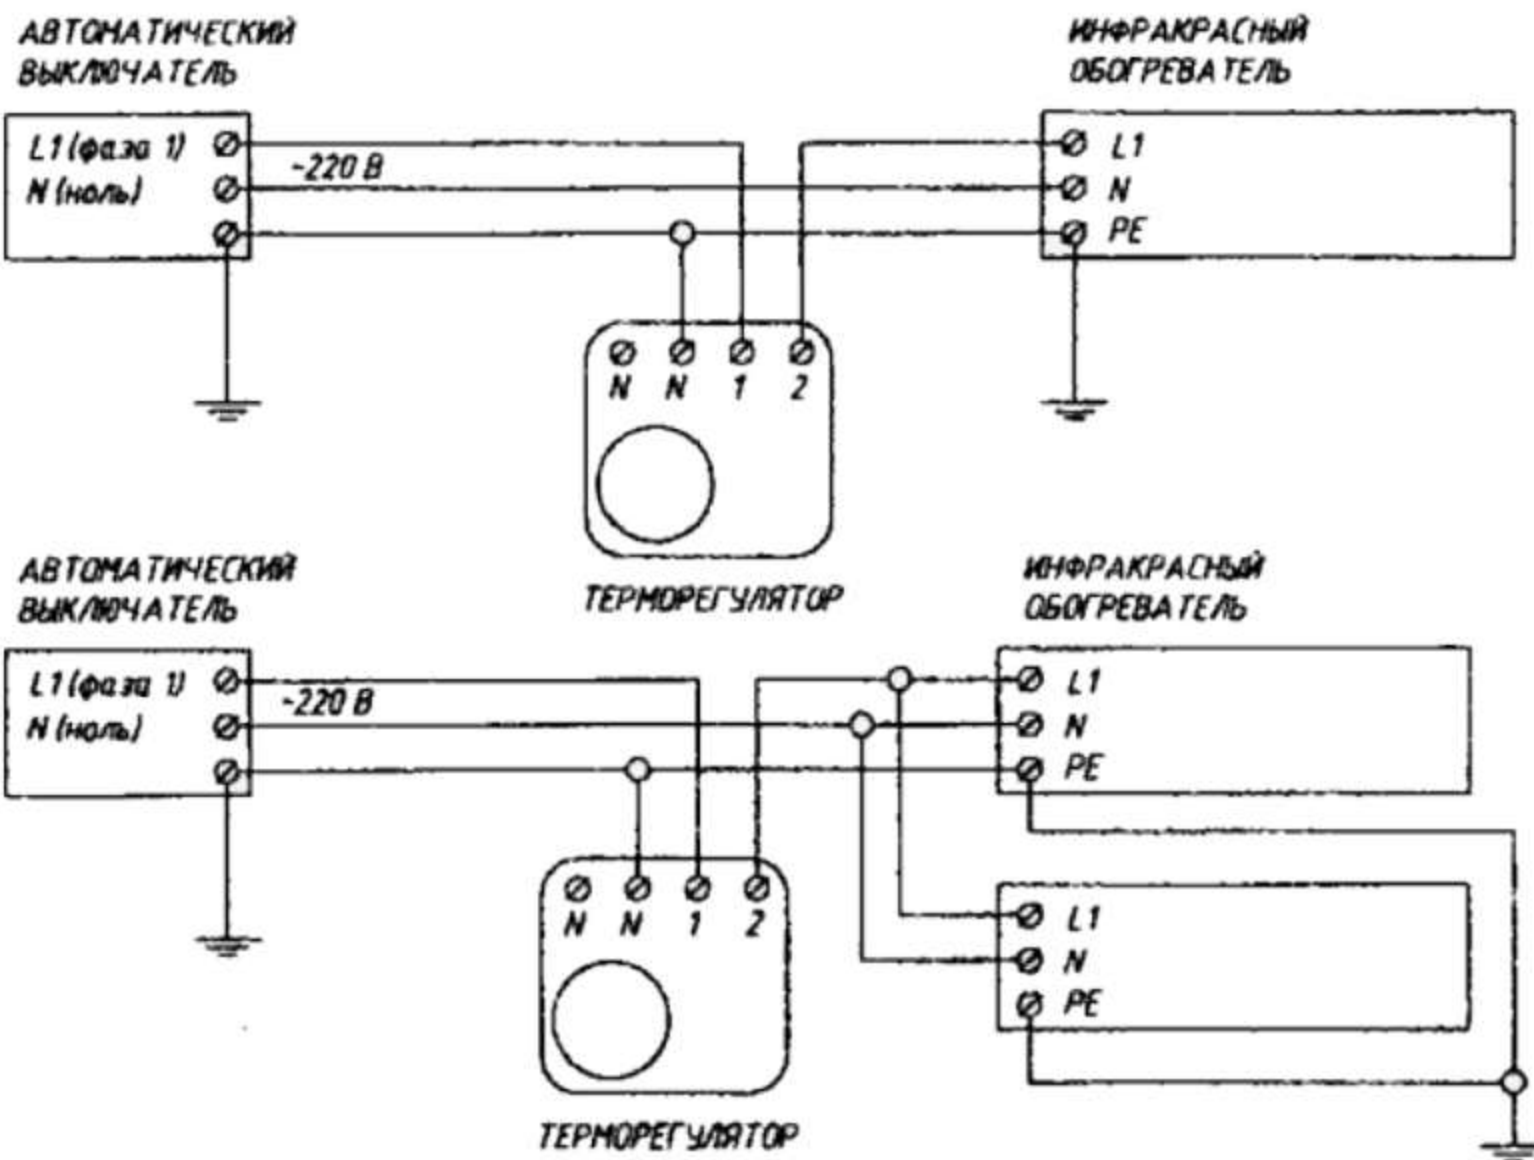 АВТОМАТИЧЕСКИЙ
ВЫКЛЮЧАТЕЛЬ
ИНФРАКРАСНЫЙ
ОБОГРЕВАТЕЛЬ
L1 (фаза 1)
N (ноль)
~220 В
L1
N
PE
N N 1 2
ТЕРМОРЕГУЛЯТОР
АВТОМАТИЧЕСКИЙ
ВЫКЛЮЧАТЕЛЬ
ИНФРАКРАСНЫЙ
ОБОГРЕВАТЕЛЬ
L1 (фаза 1)
N (ноль)
~220 В
L1
N
PE
N N 1 2
L1
N
PE
ТЕРМОРЕГУЛЯТОР